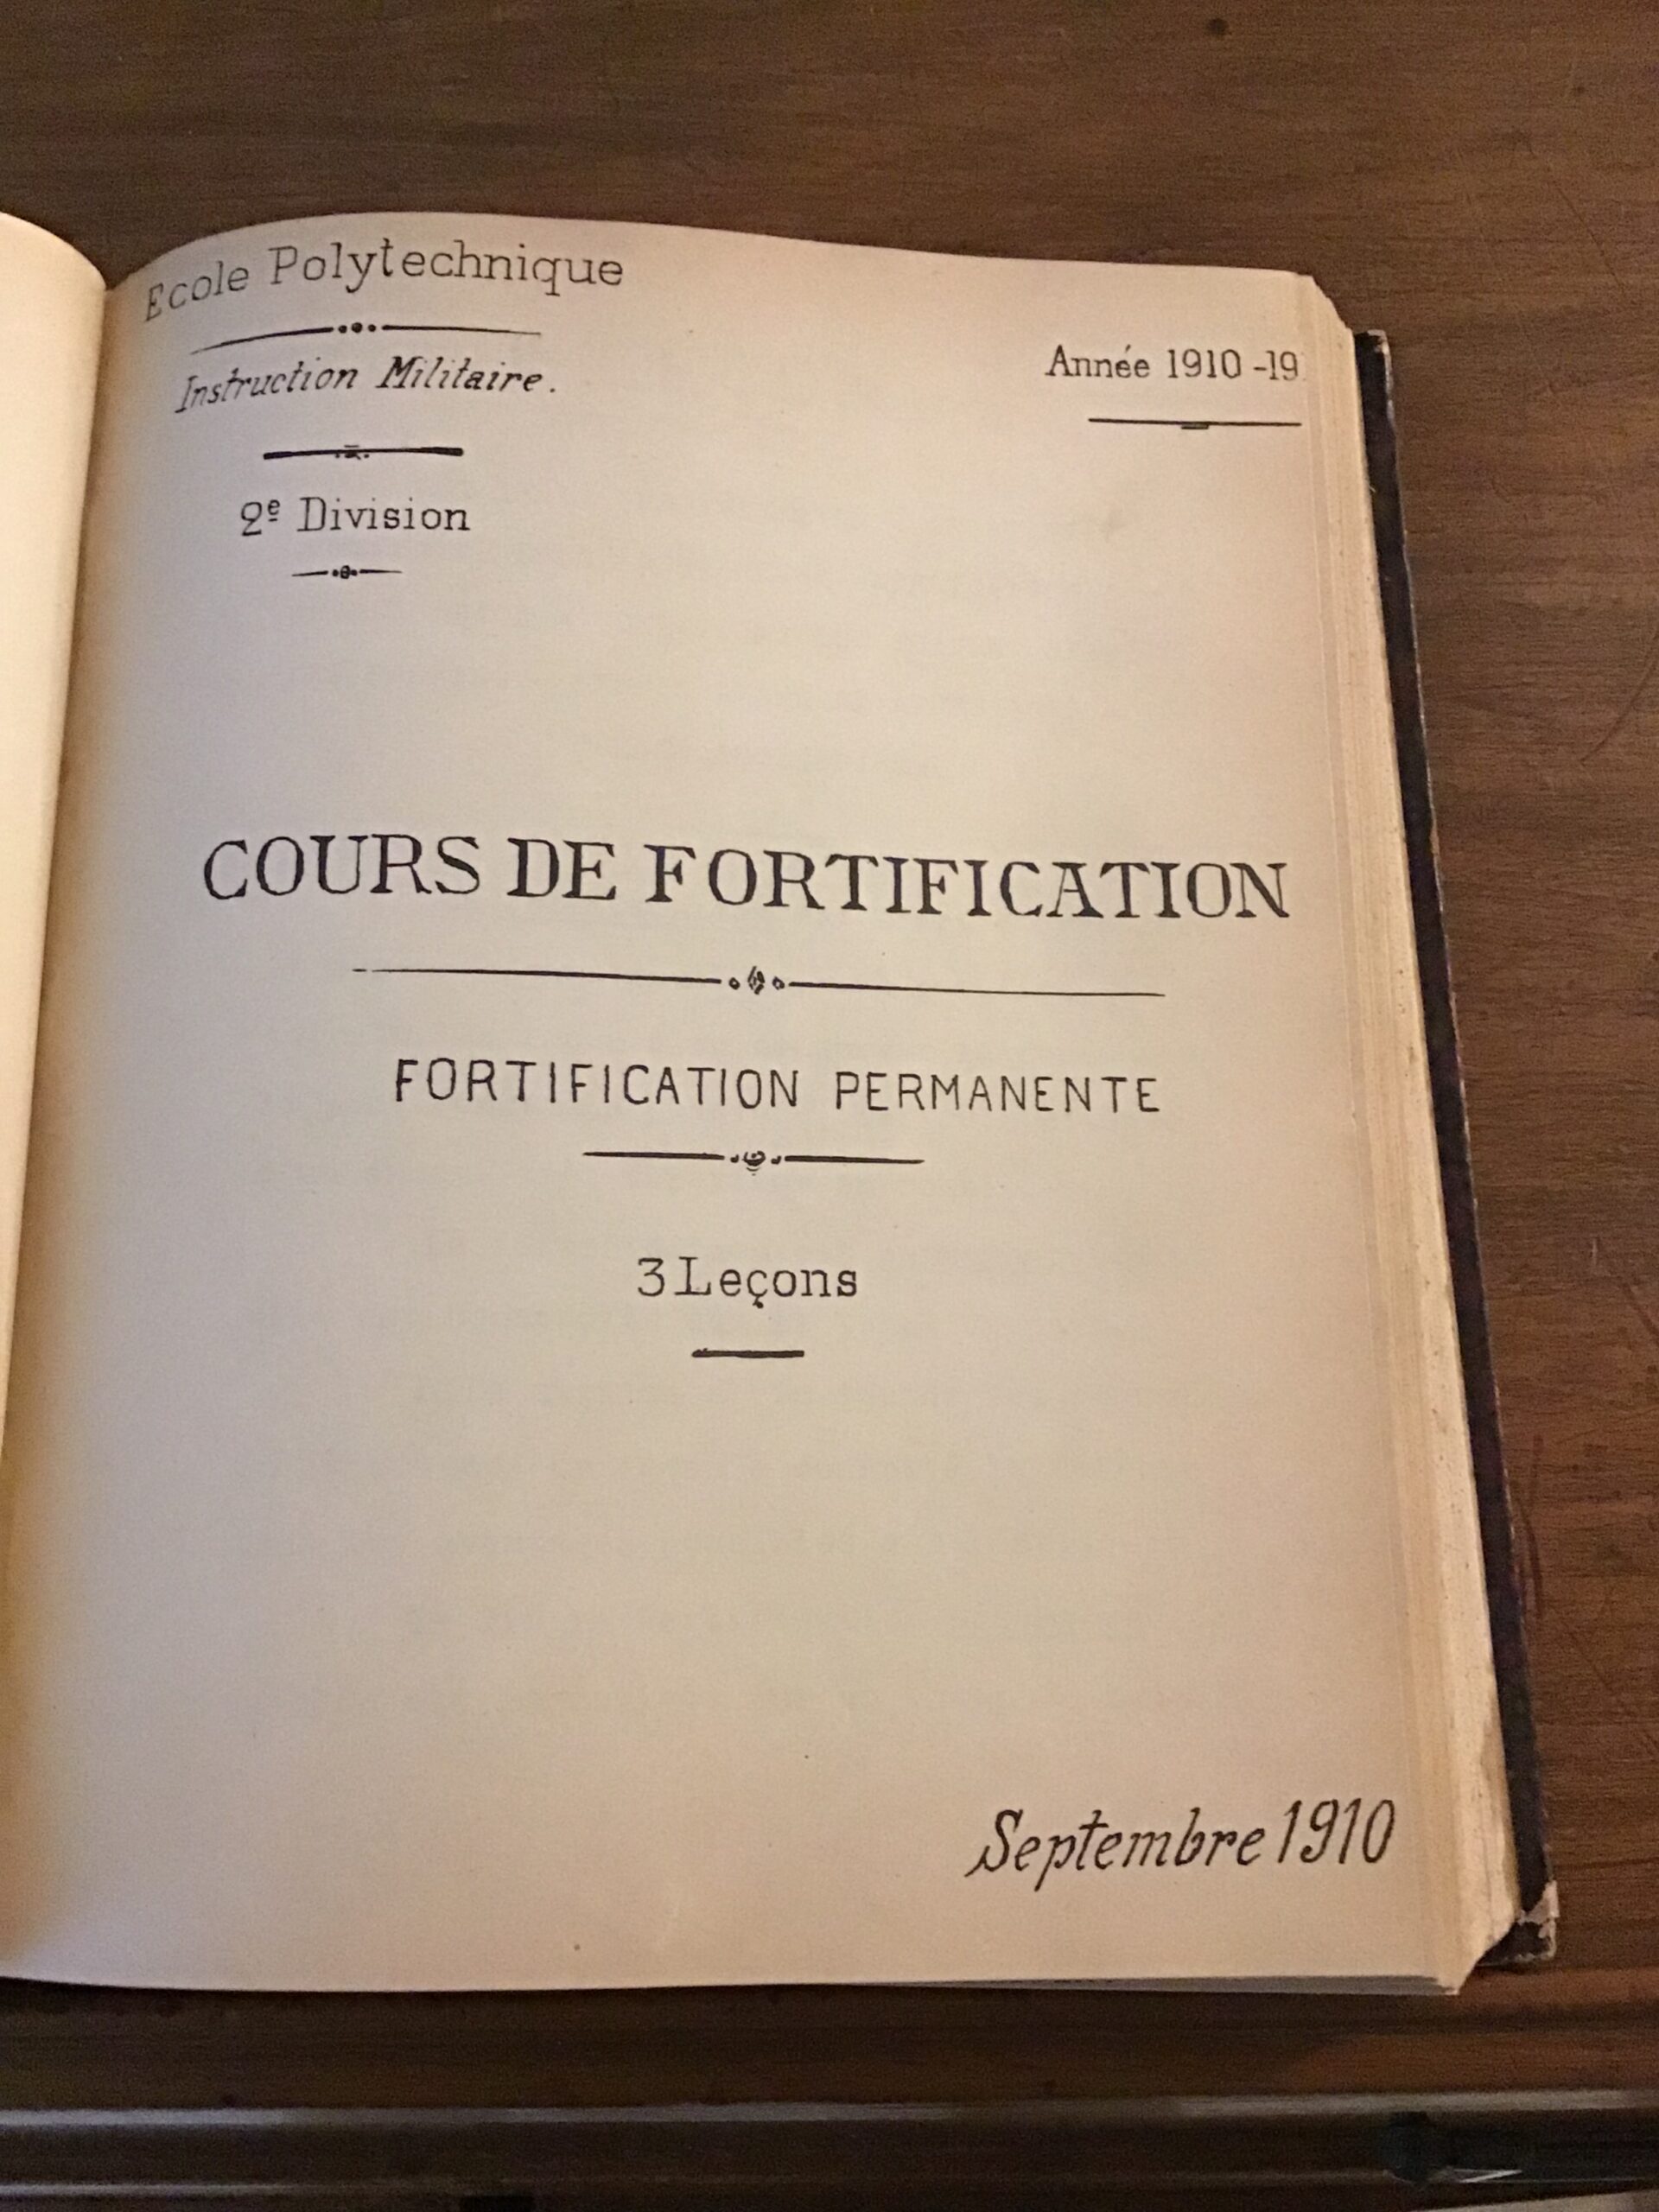 Ecole Polytechnique
Instruction Militaire.
Année 1910-19
2e Division
COURS DE FORTIFICATION
FORTIFICATION PERMANENTE
3 Leçons
Septembre 1910